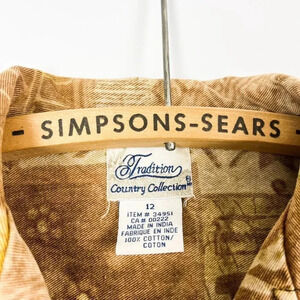 - SIMPSONS-SEARS
Tradition
Country Collection
12
ITEM # 34951
CA# 00222
MADE IN INDIA
FABRIQUE EN INDE
100% COTTON/
COTON